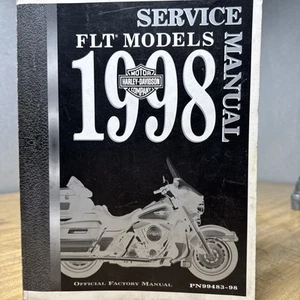 SERVICE
MANUAL
FLT® MODELS
1998
MOTOR
HARLEY-DAVIDSON
COMPANY
OFFICIAL FACTORY MANUAL
PN99483-98